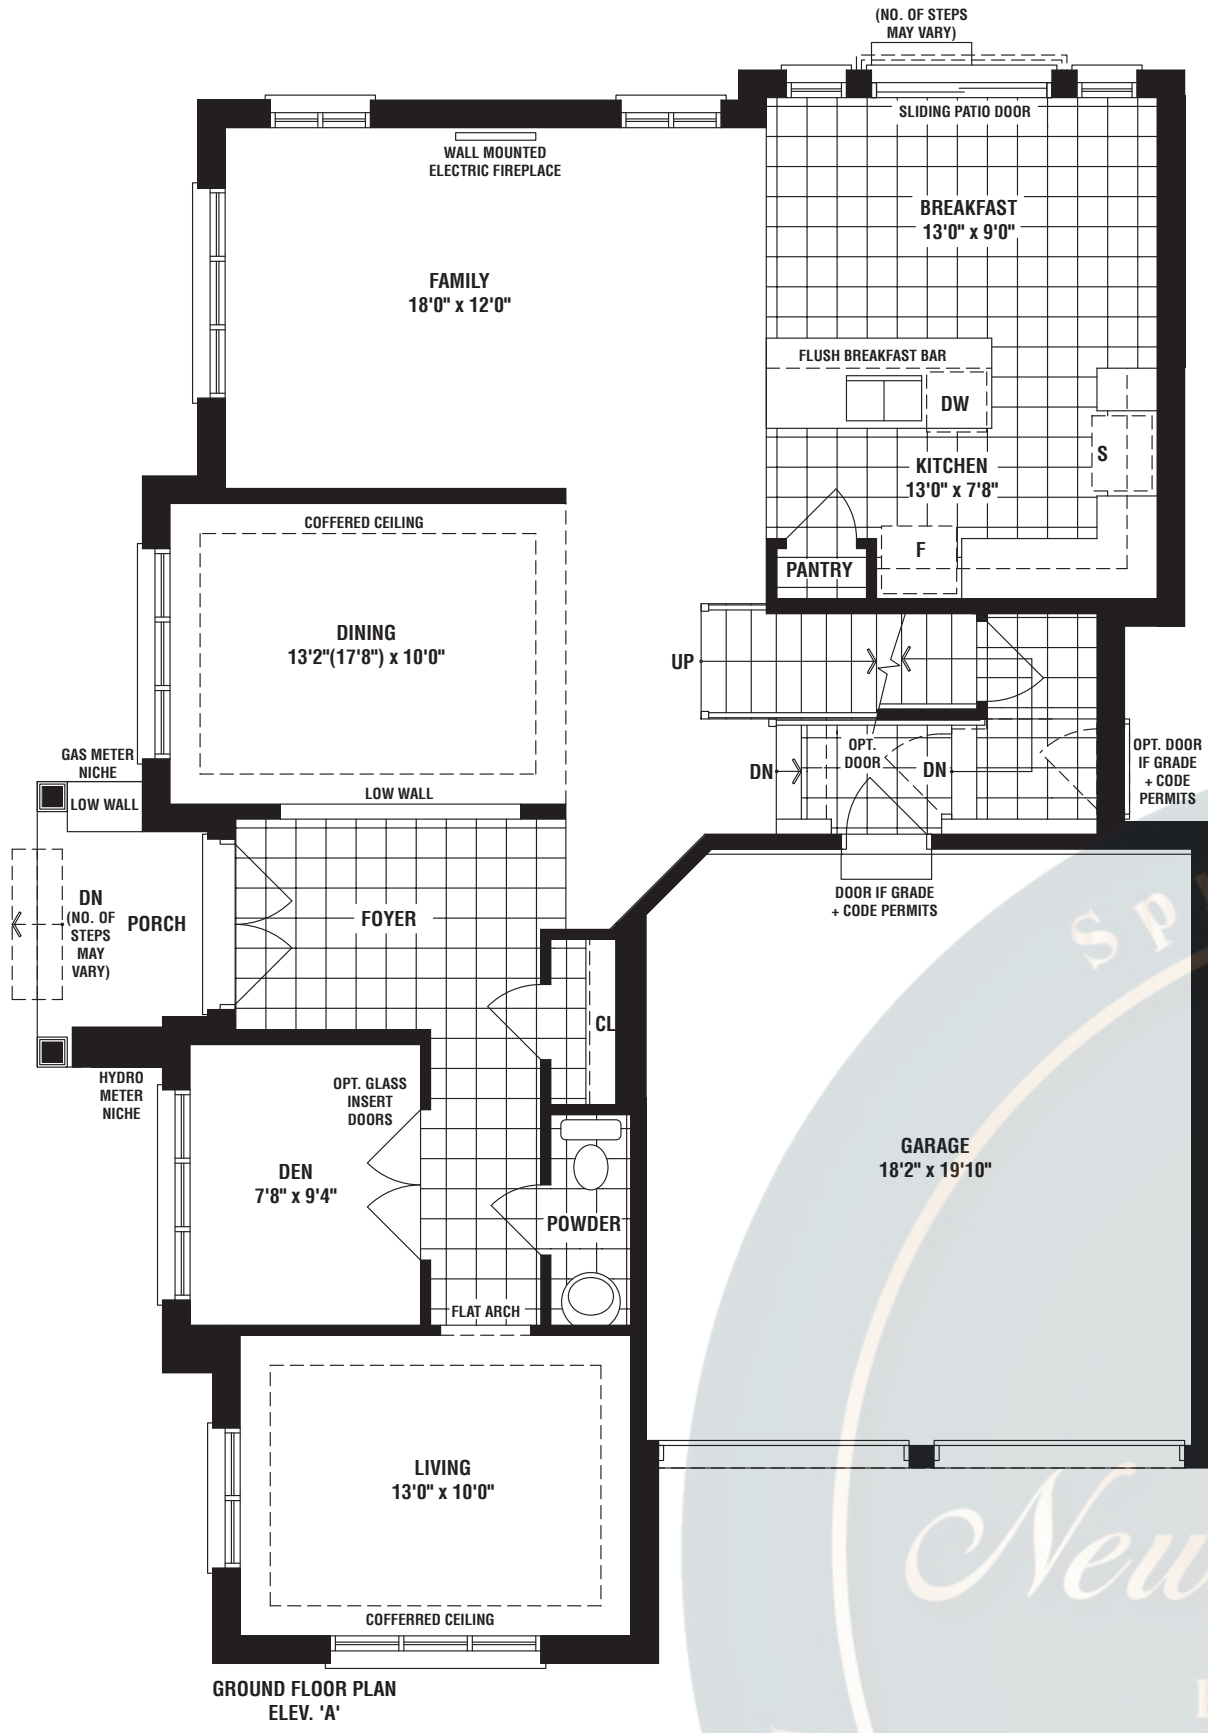 (NO. OF STEPS
MAY VARY)
SLIDING PATIO DOOR
WALL MOUNTED
ELECTRIC FIREPLACE
BREAKFAST
13'0" x 9'0"
FAMILY
18'0" x 12'0"
FLUSH BREAKFAST BAR
DW
S
KITCHEN
13'0" x 7'8"
F
PANTRY
COFFERED CEILING
DINING
13'2"(17'8") x 10'0"
UP
OPT.
DOOR
DN
DN
OPT. DOOR
IF GRADE
+ CODE
PERMITS
GAS METER
NICHE
LOW WALL
LOW WALL
DN
(NO. OF
STEPS
MAY
VARY)
PORCH
FOYER
DOOR IF GRADE
+ CODE PERMITS
CL
HYDRO
METER
NICHE
OPT. GLASS
INSERT
DOORS
DEN
7'8" x 9'4"
POWDER
GARAGE
18'2" x 19'10"
FLAT ARCH
LIVING
13'0" x 10'0"
COFFERRED CEILING
GROUND FLOOR PLAN
ELEV. 'A'
New